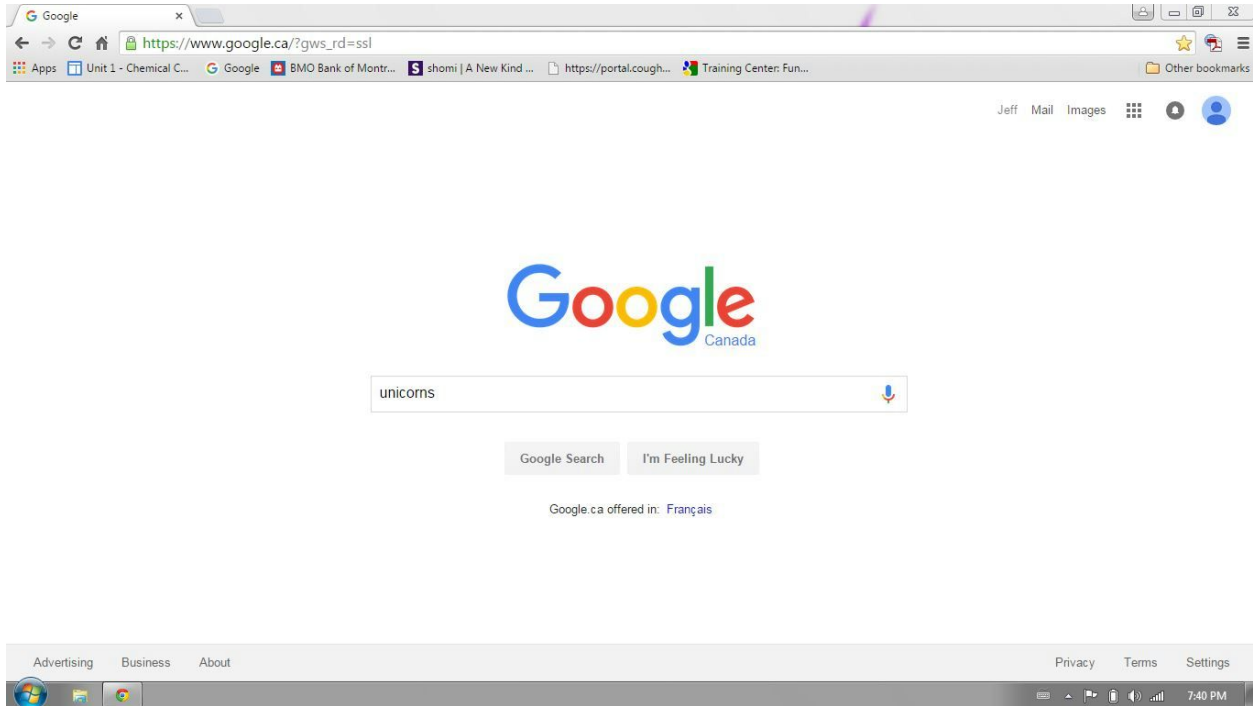 G Google
https://www.google.ca/?gws_rd=ssl
Apps Unit 1 - Chemical C... Google BMO Bank of Montr... S shomi | A New Kind ... https://portal.cough... Training Center: Fun... Other bookmarks
Jeff Mail Images
Google
Canada
unicorns
Google Search I'm Feeling Lucky
Google.ca offered in: Français
Advertising Business About Privacy Terms Settings
7:40 PM